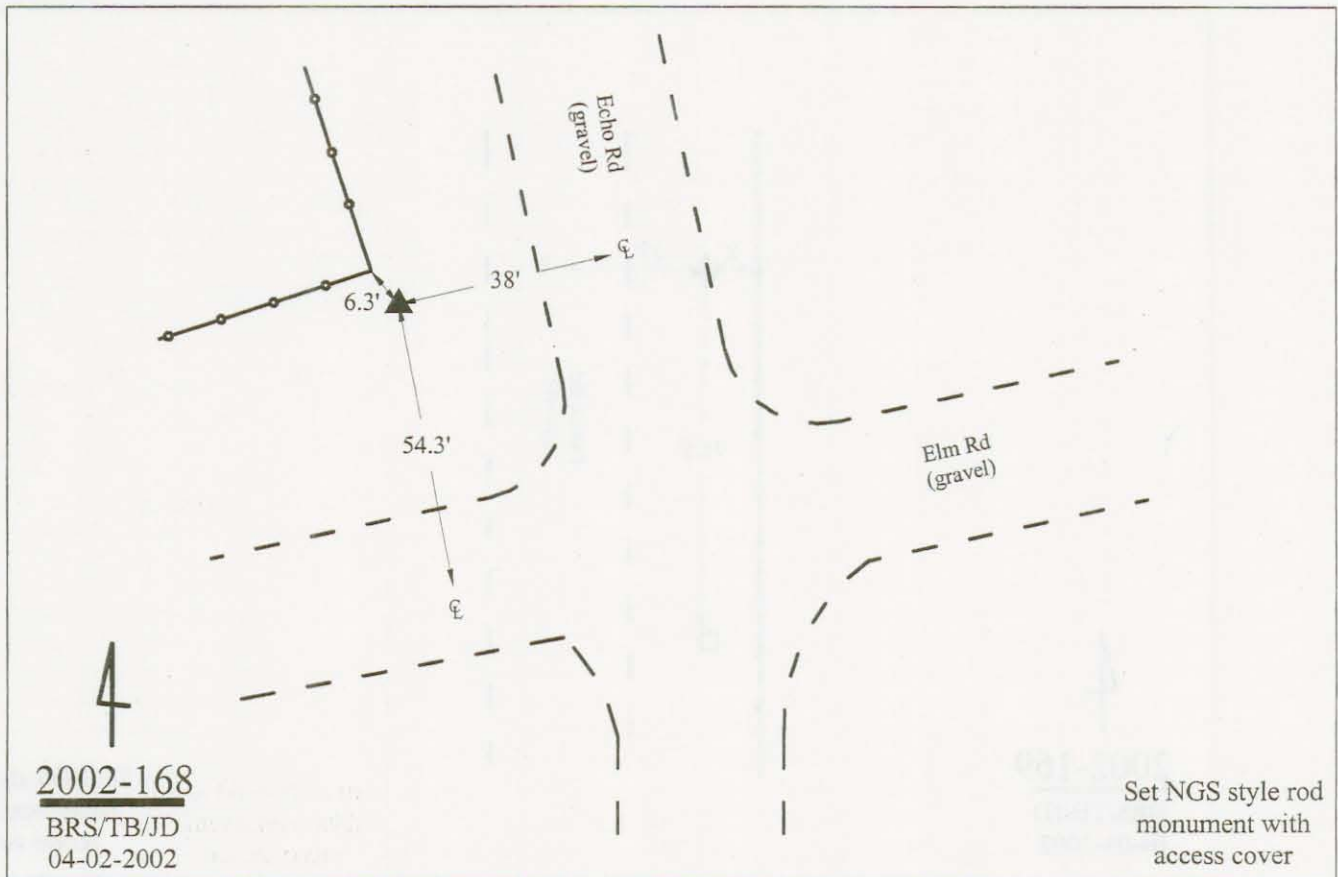 Echo Rd
(gravel)
℄
38'
6.3'
54.3'
Elm Rd
(gravel)
℄
2002-168
BRS/TB/JD
04-02-2002
Set NGS style rod
monument with
access cover